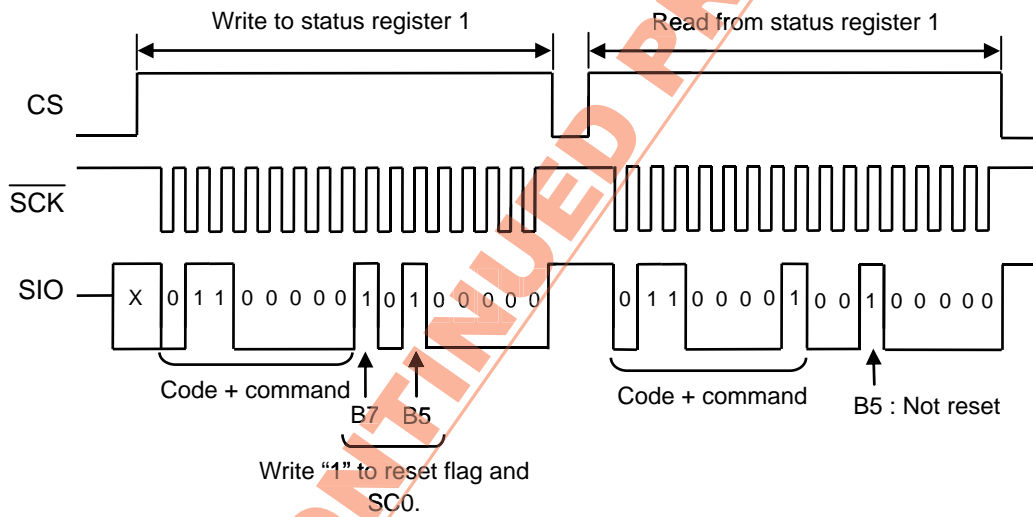 Write to status register 1
Read from status register 1
CS
SCK
SIO
X 0 1 1 0 0 0 0 0 1 0 1 0 0 0 0 0
0 1 1 0 0 0 0 1 0 0 1 0 0 0 0 0
Code + command
B7 B5
Code + command
B5 : Not reset
Write “1” to reset flag and
SC0.
ONTINUED PR